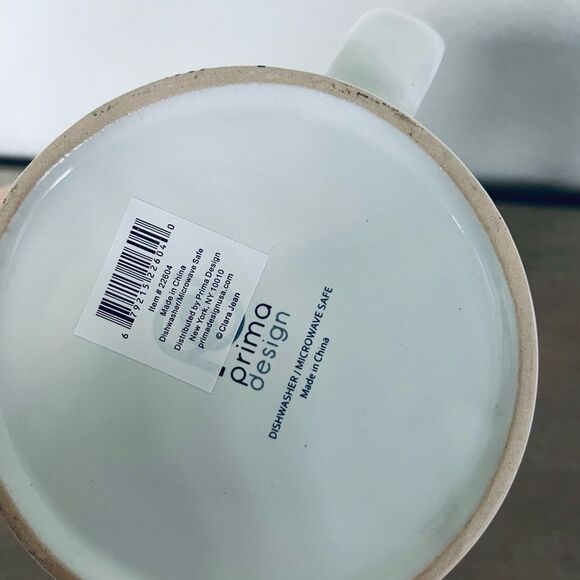 6 79215 22604 0
Item # 22604
Made in China
Dishwasher/Microwave Safe
Distributed by Prima Design
New York, NY 10010
primadesignusa.com
© Clara Jean
prima
design
DISHWASHER / MICROWAVE SAFE
Made in China